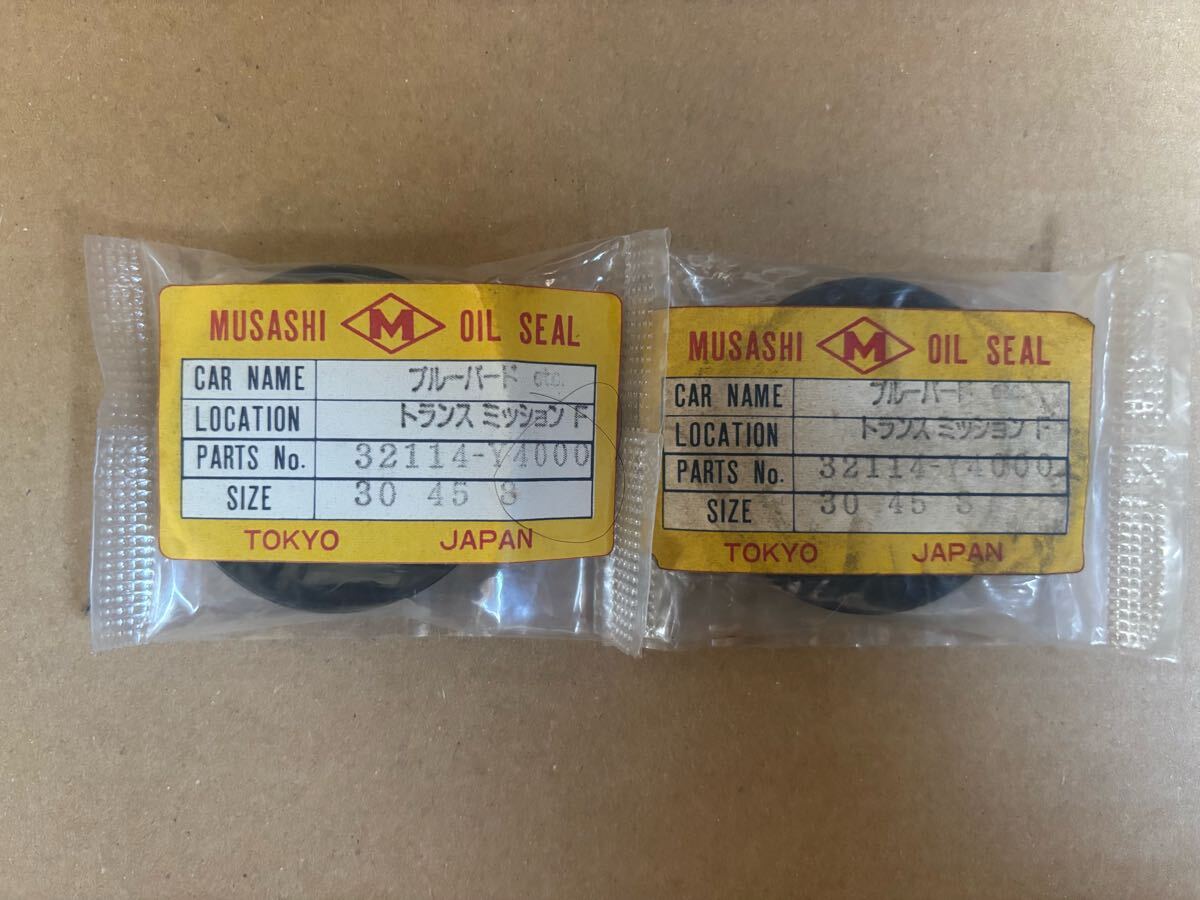 MUSASHI M OIL SEAL
CAR NAME ブルーバード etc.
LOCATION トランスミッション F
PARTS No. 32114-Y4000
SIZE 30 45 8
TOKYO JAPAN
MUSASHI M OIL SEAL
CAR NAME ブルーバード etc.
LOCATION トランスミッション F
PARTS No. 32114-Y4000
SIZE 30 45 8
TOKYO JAPAN